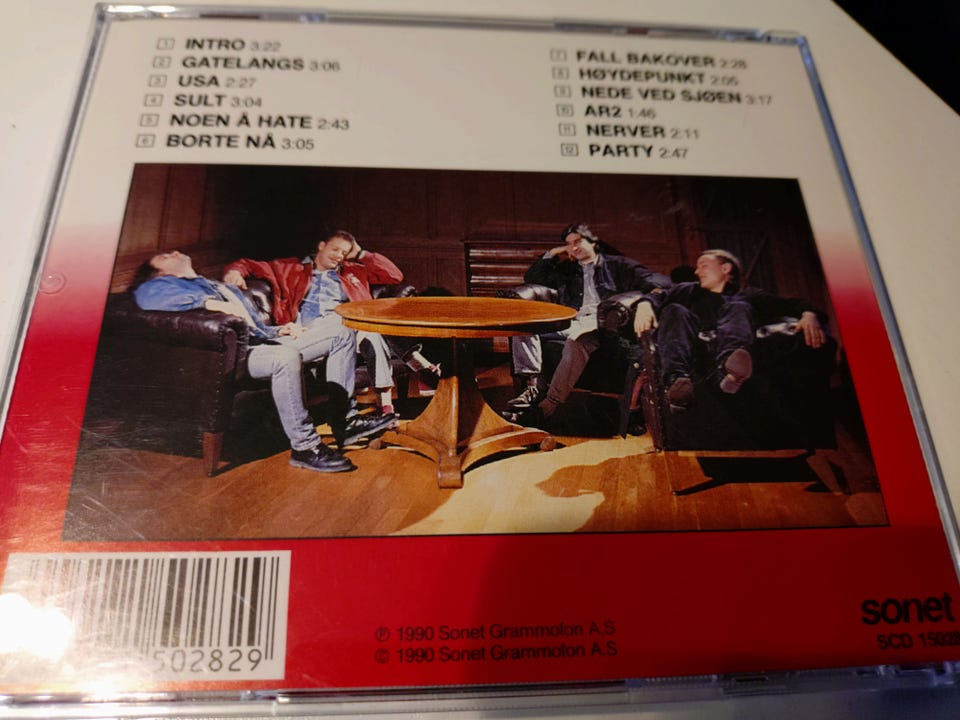 1 INTRO 3:22
2 GATELANGS 3:06
3 USA 2:27
4 SULT 3:04
5 NOEN Å HATE 2:43
6 BORTE NÅ 3:05
7 FALL BAKOVER 2:28
8 HØYDEPUNKT 2:05
9 NEDE VED SJØEN 3:17
10 AR2 1:46
11 NERVER 2:11
12 PARTY 2:47
502829
℗ 1990 Sonet Grammofon A.S
© 1990 Sonet Grammofon A.S
sonet
SCD 1502